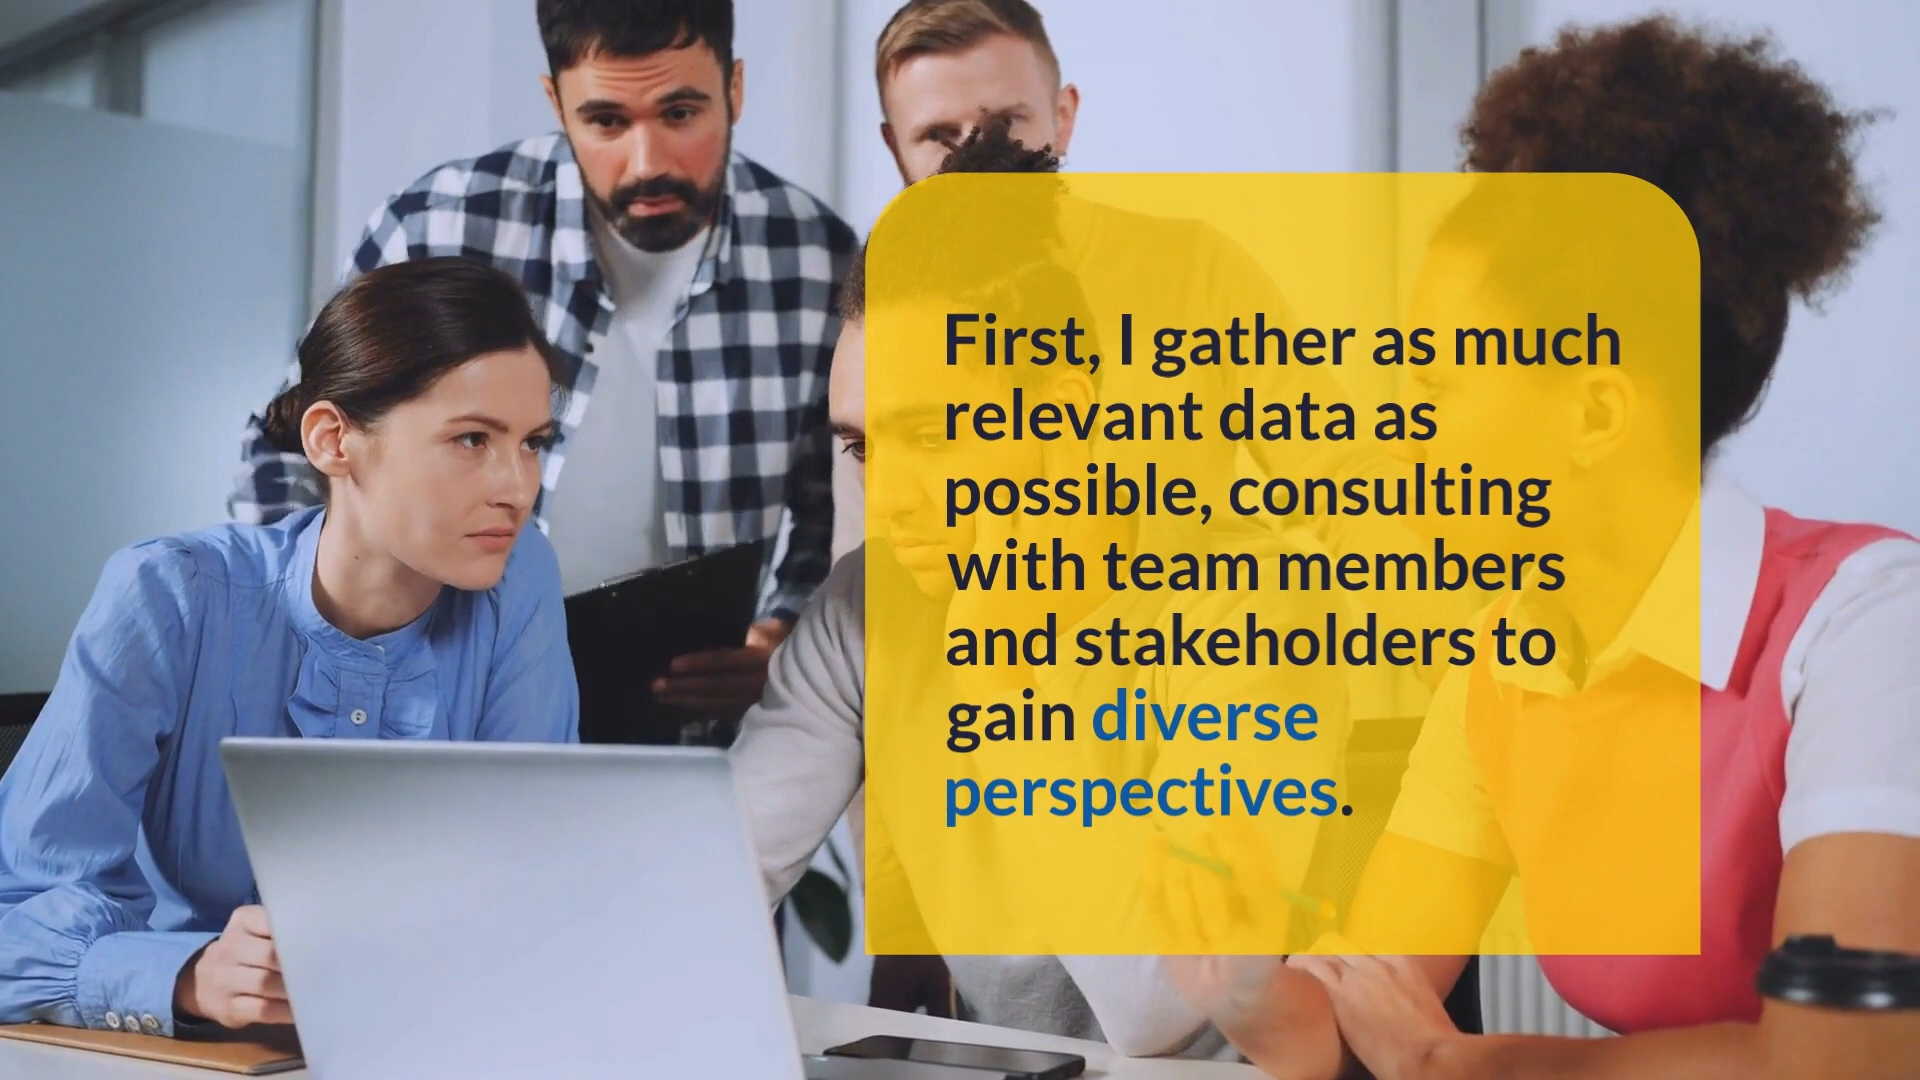 First, I gather as much
relevant data as
possible, consulting
with team members
and stakeholders to
gain diverse
perspectives.